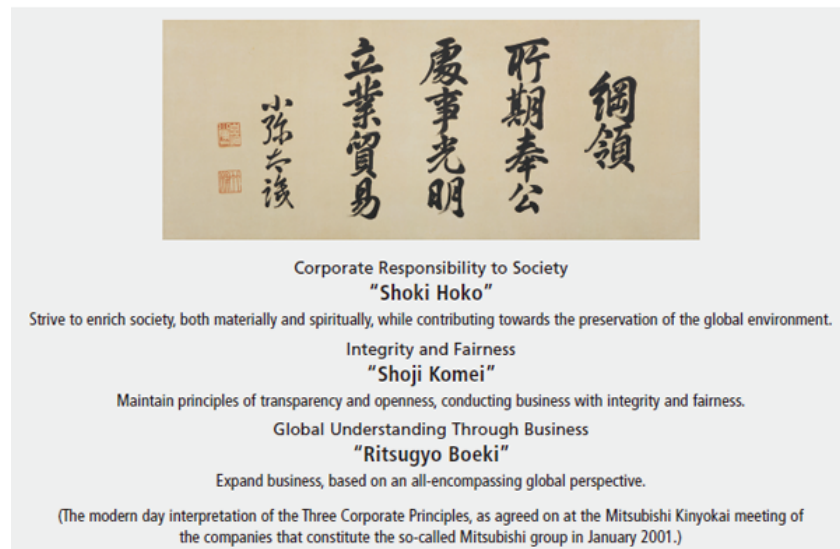 綱領
所期奉公
處事光明
立業貿易
小弥太識
Corporate Responsibility to Society
“Shoki Hoko”
Strive to enrich society, both materially and spiritually, while contributing towards the preservation of the global environment.
Integrity and Fairness
“Shoji Komei”
Maintain principles of transparency and openness, conducting business with integrity and fairness.
Global Understanding Through Business
“Ritsugyo Boeki”
Expand business, based on an all-encompassing global perspective.
(The modern day interpretation of the Three Corporate Principles, as agreed on at the Mitsubishi Kinyokai meeting of
the companies that constitute the so-called Mitsubishi group in January 2001.)